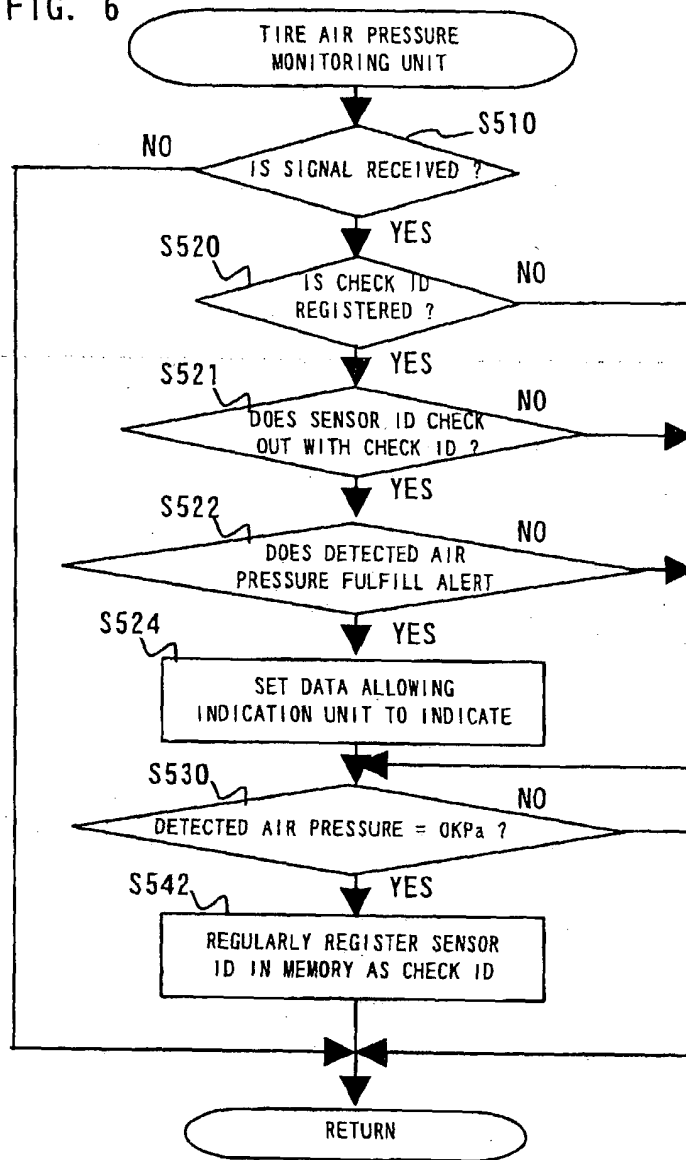 FIG. 6
TIRE AIR PRESSURE
MONITORING UNIT
S510
NO
IS SIGNAL RECEIVED ?
YES
S520
NO
IS CHECK ID
REGISTERED ?
YES
S521
NO
DOES SENSOR ID CHECK
OUT WITH CHECK ID ?
YES
S522
NO
DOES DETECTED AIR
PRESSURE FULFILL ALERT
YES
S524
SET DATA ALLOWING
INDICATION UNIT TO INDICATE
S530
NO
DETECTED AIR PRESSURE = 0KPa ?
YES
S542
REGULARLY REGISTER SENSOR
ID IN MEMORY AS CHECK ID
RETURN